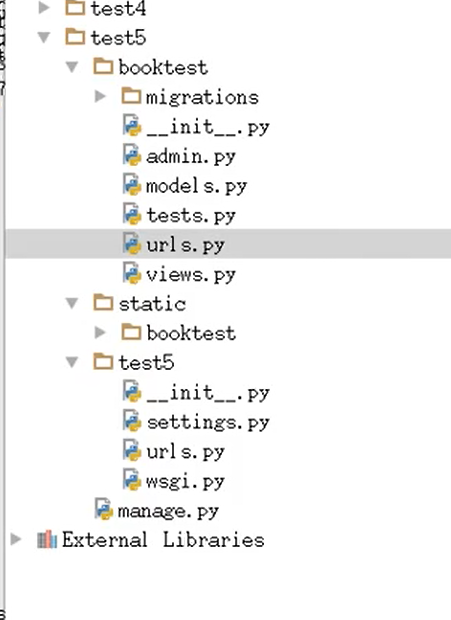 test4
test5
booktest
migrations
__init__.py
admin.py
models.py
tests.py
urls.py
views.py
static
booktest
test5
__init__.py
settings.py
urls.py
wsgi.py
manage.py
External Libraries